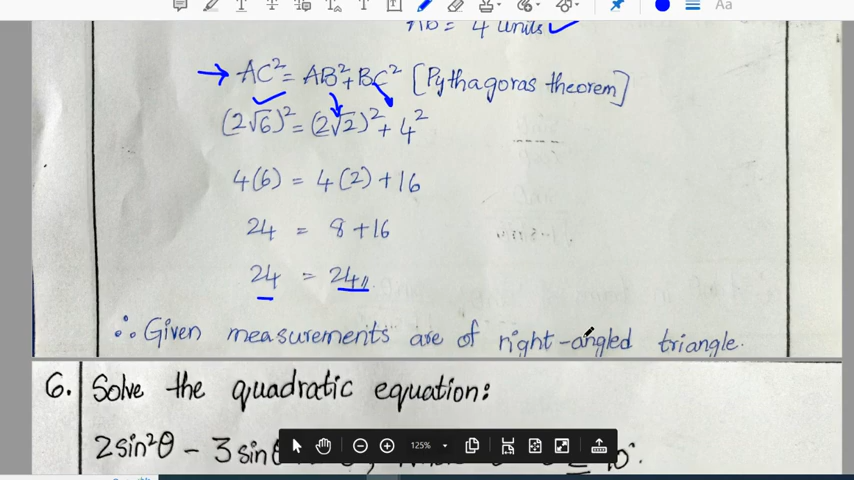 AB = 4 units
→ AC² = AB² + BC² [Pythagoras theorem]
(2√6)² = (2√2)² + 4²
4(6) = 4(2) + 16
24 = 8 + 16
24 = 24//
∴ Given measurements are of right-angled triangle.
6. Solve the quadratic equation:
2sin²θ - 3sinθ
125%
Aa